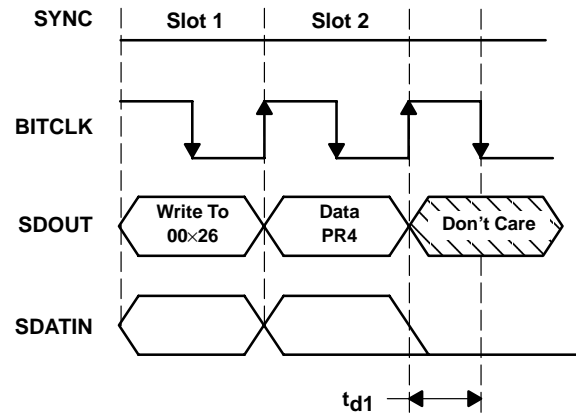 SYNC
Slot 1
Slot 2
BITCLK
SDOUT
Write To
00×26
Data
PR4
Don't Care
SDATIN
td1